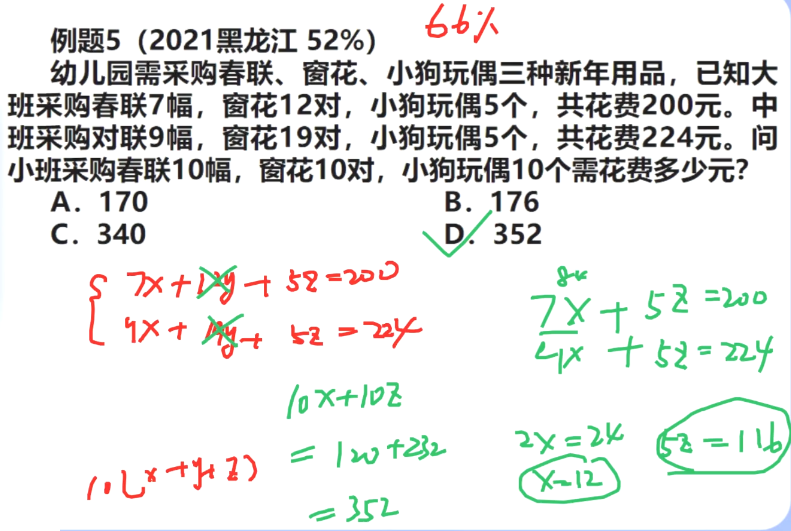 66%
例题5（2021黑龙江 52%）
幼儿园需采购春联、窗花、小狗玩偶三种新年用品，已知大
班采购春联7幅，窗花12对，小狗玩偶5个，共花费200元。中
班采购对联9幅，窗花19对，小狗玩偶5个，共花费224元。问
小班采购春联10幅，窗花10对，小狗玩偶10个需花费多少元？
A. 170
B. 176
C. 340
D. 352
7x+12y+5z=200
9x+19y+5z=224
84
7x+5z=200
9x+5z=224
10x+10z
=120+232
=352
2x=24
x=12
5z=116
10(x+y+z)